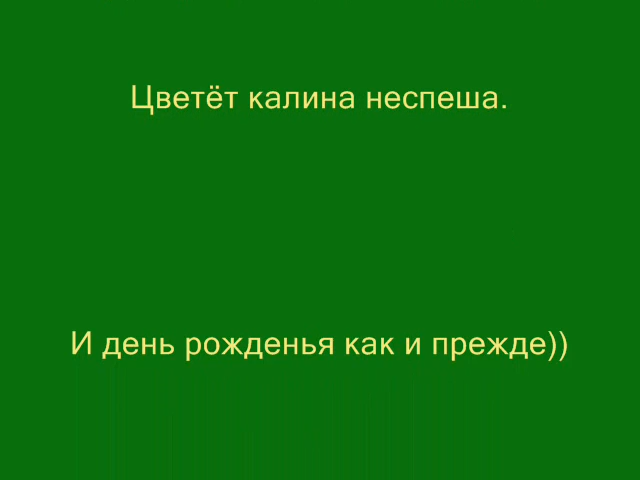 Цветёт калина неспеша.
И день рожденья как и прежде))